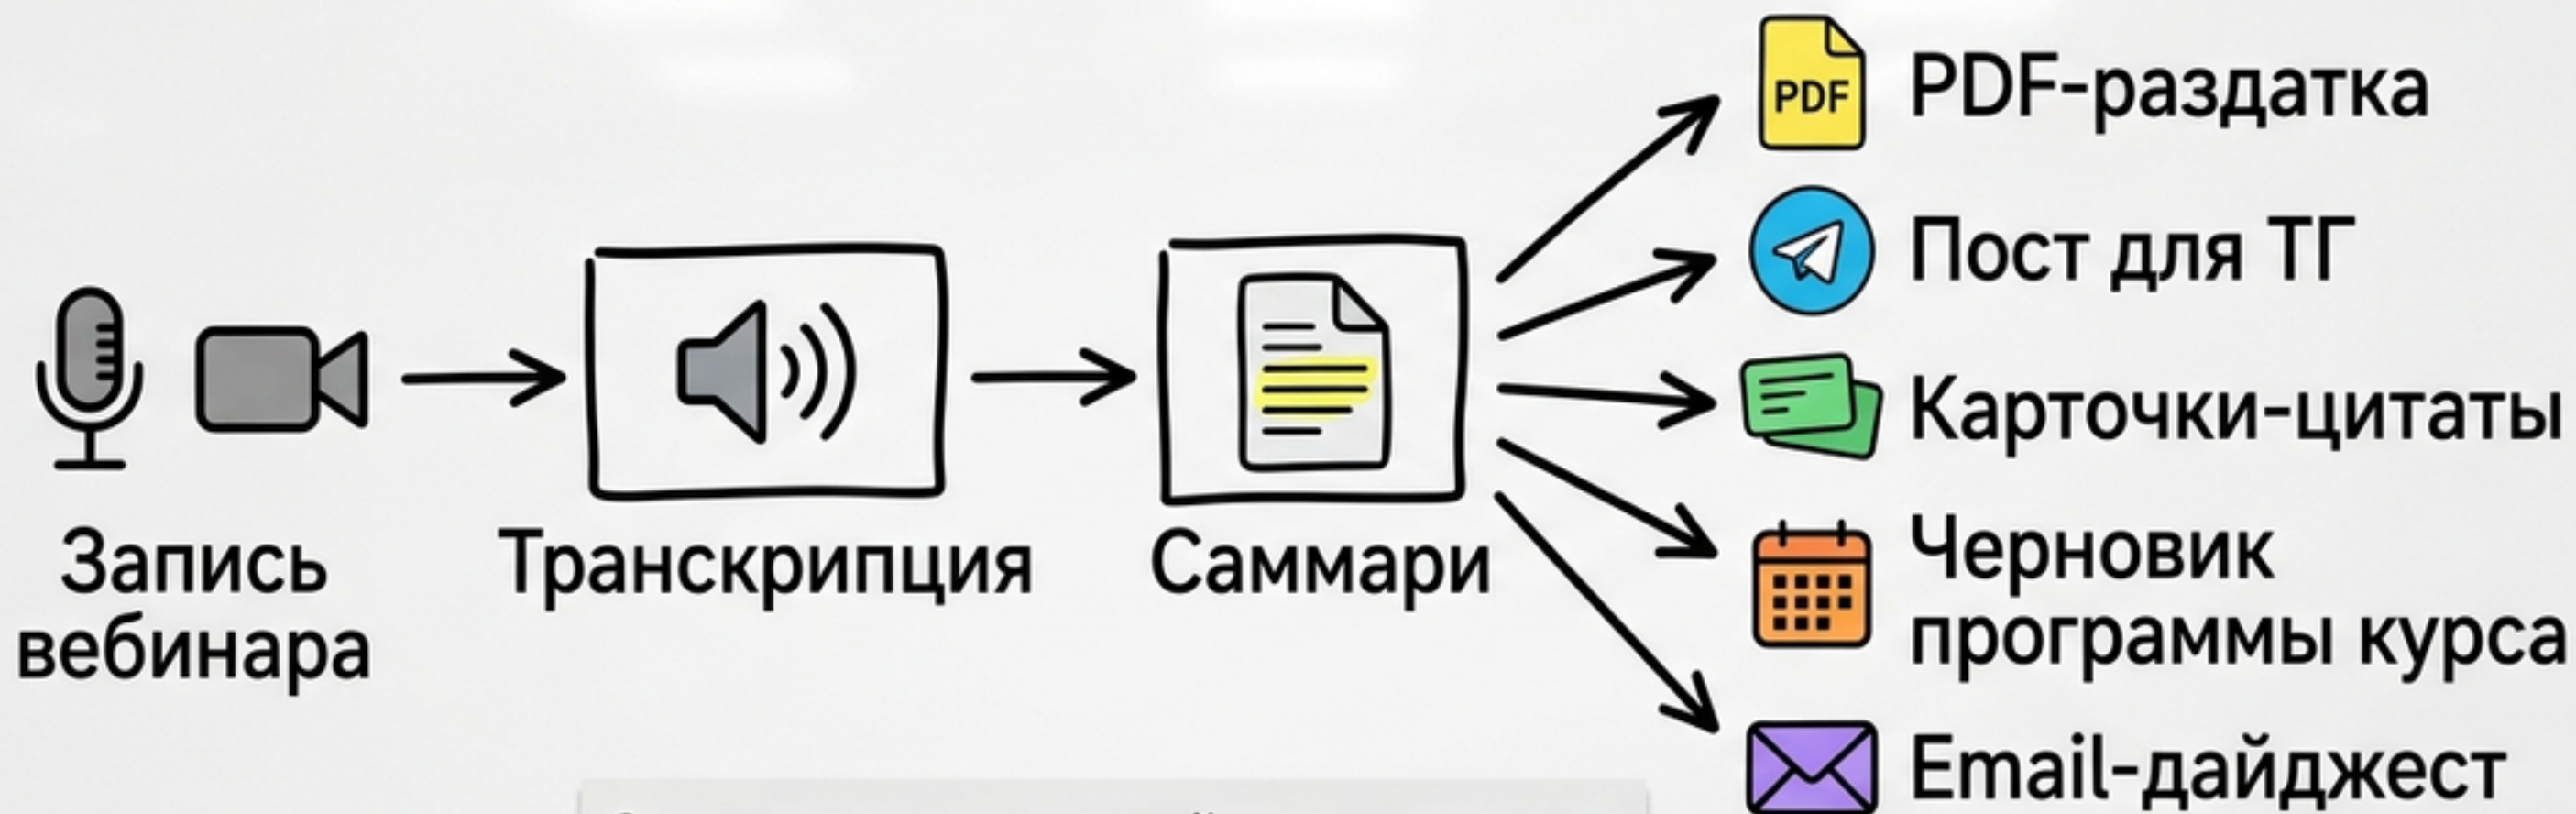 PDF
PDF-раздатка
Пост для ТГ
Карточки-цитаты
Черновик
программы курса
Email-дайджест
Запись
вебинара
Транскрипция
Саммари